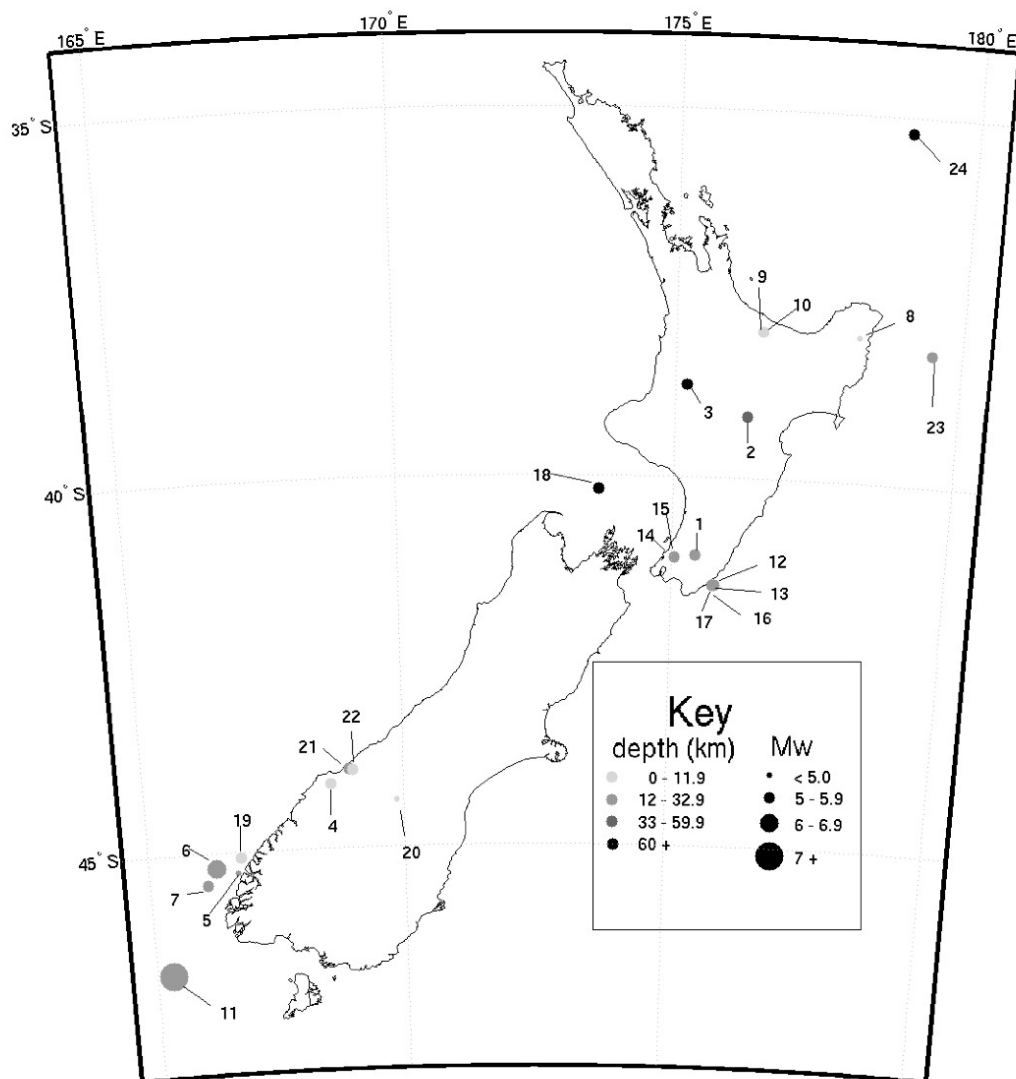 165° E
170° E
175° E
180° E
35° S
24
9
10
8
3
2
23
18
40° S
15
14
1
12
13
17
16
Key
depth (km) Mw
0 - 11.9 < 5.0
12 - 32.9 5 - 5.9
33 - 59.9 6 - 6.9
60 + 7 +
22
21
4
19
20
6
45° S
7
5
11